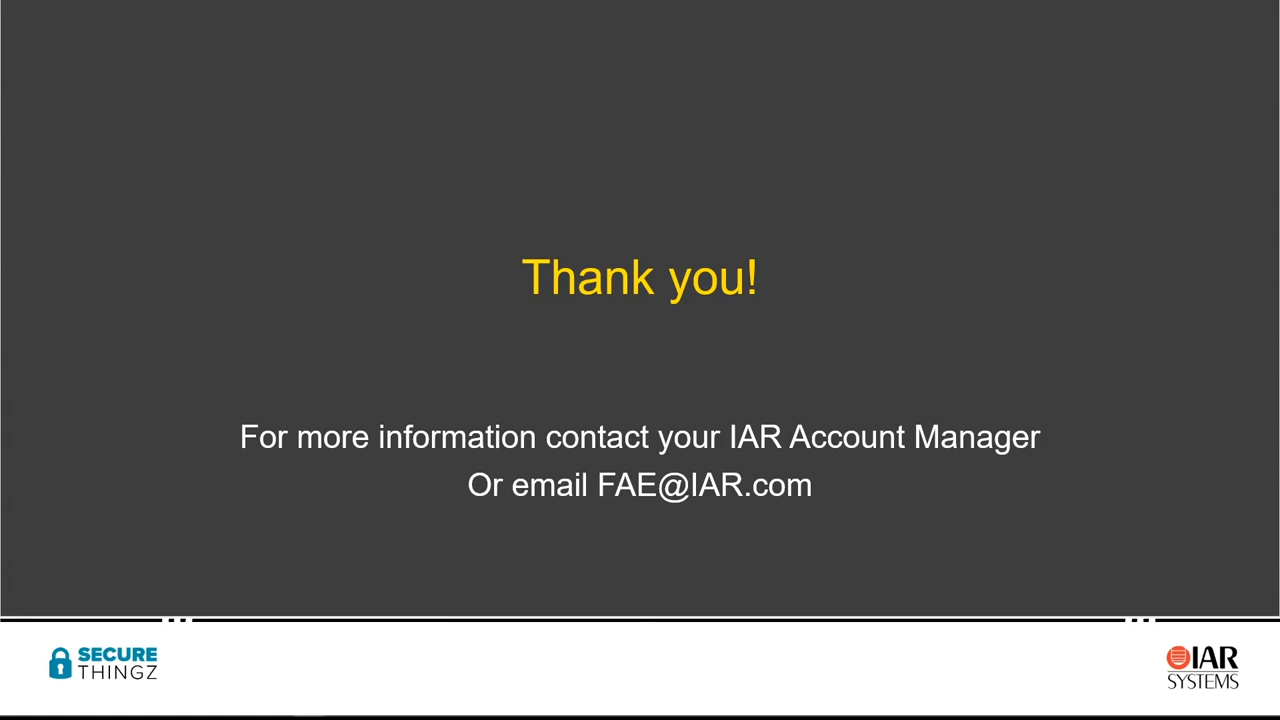 Thank you!
For more information contact your IAR Account Manager
Or email FAE@IAR.com
SECURE
THINGZ
IAR
SYSTEMS